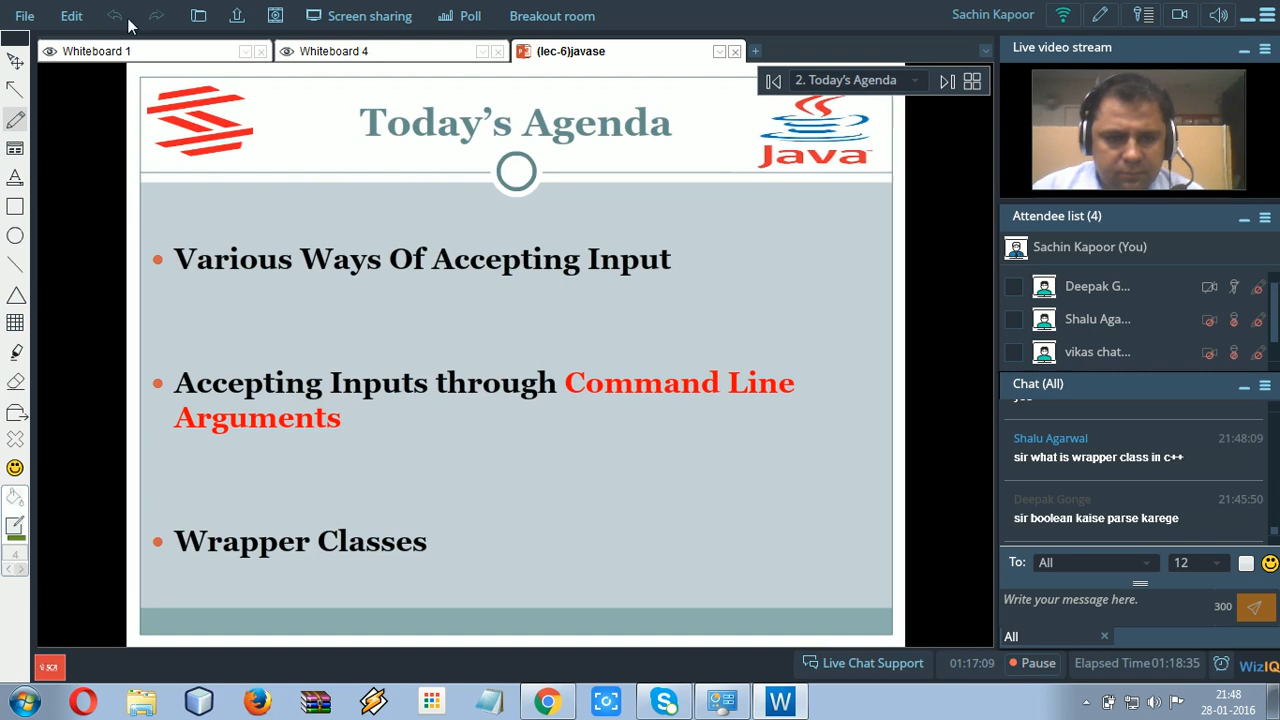 File Edit Screen sharing Poll Breakout room Sachin Kapoor
Whiteboard 1 Whiteboard 4 (lec-6)javase
2. Today's Agenda
Today's Agenda
Java
• Various Ways Of Accepting Input
• Accepting Inputs through Command Line
Arguments
• Wrapper Classes
Live video stream
Attendee list (4)
Sachin Kapoor (You)
Deepak G...
Shalu Aga...
vikas chat...
Chat (All)
Shalu Agarwal 21:48:09
sir what is wrapper class in c++
Deepak Gonge 21:45:50
sir boolean kaise parse karege
To: All 12
Write your message here. 300
All
Live Chat Support 01:17:09 Pause Elapsed Time 01:18:35 WizIQ
4
SCA
21:48
28-01-2016